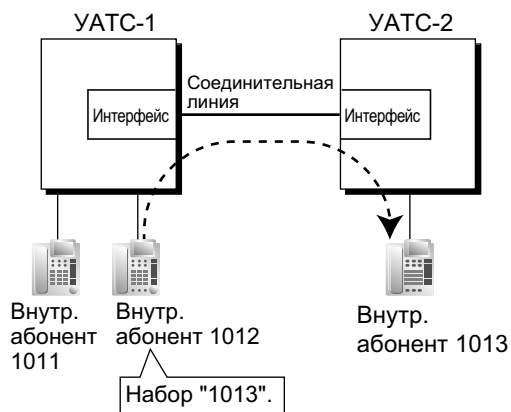 УАТС-1
УАТС-2
Соединительная
линия
Интерфейс
Интерфейс
Внутр.
абонент
1011
Внутр.
абонент 1012
Внутр.
абонент 1013
Набор "1013".